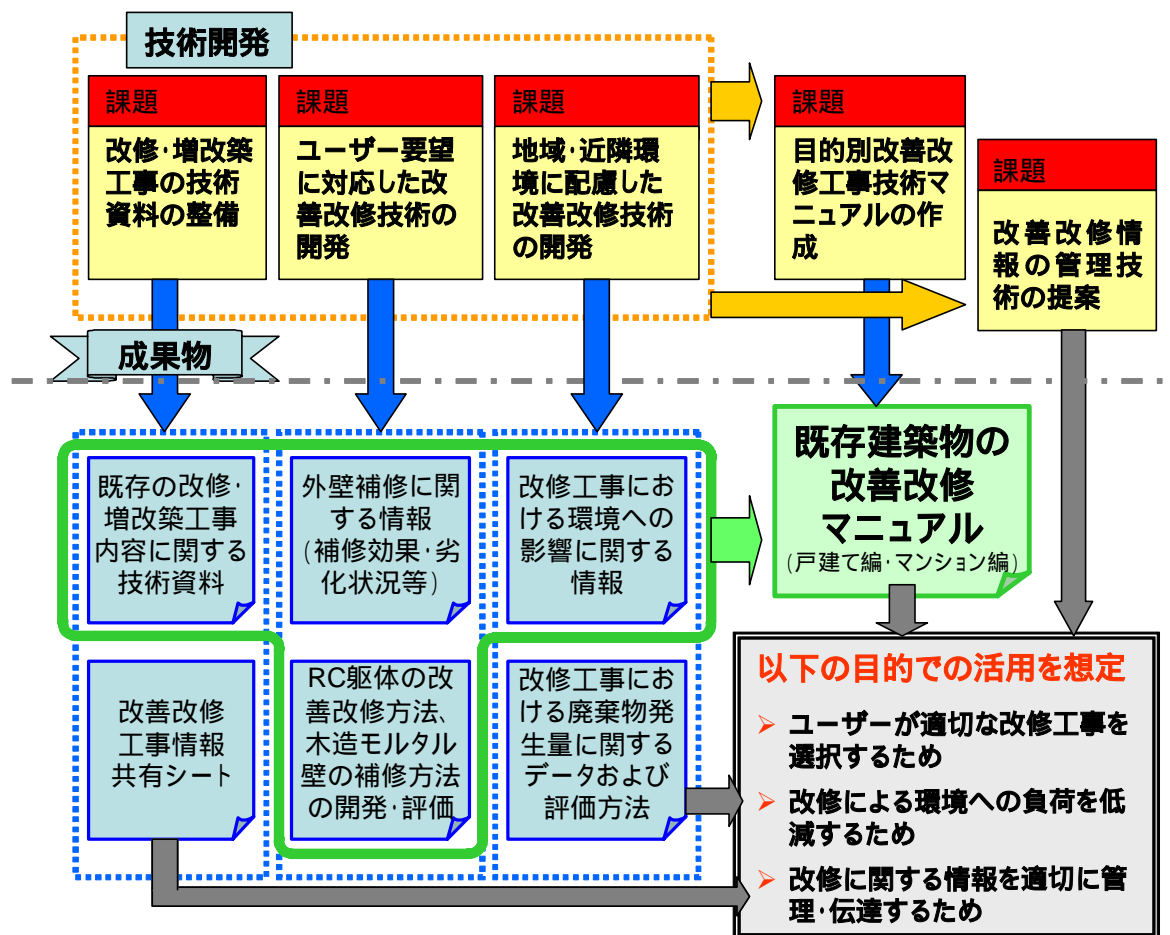 技術開発
課題
改修･増改築
工事の技術
資料の整備
課題
ユーザー要望
に対応した改
善改修技術の
開発
課題
地域･近隣環
境に配慮した
改善改修技術
の開発
課題
目的別改善改
修工事技術マ
ニュアルの作
成
課題
改善改修情
報の管理技
術の提案
成果物
既存の改修･
増改築工事
内容に関する
技術資料
外壁補修に関
する情報
(補修効果･劣
化状況等)
改修工事にお
ける環境への
影響に関する
情報
既存建築物の
改善改修
マニュアル
(戸建て編･マンション編)
改善改修
工事情報
共有シート
RC躯体の改
善改修方法、
木造モルタル
壁の補修方法
の開発･評価
改修工事にお
ける廃棄物発
生量に関する
データおよび
評価方法
以下の目的での活用を想定
ユーザーが適切な改修工事を
選択するため
改修による環境への負荷を低
減するため
改修に関する情報を適切に管
理･伝達するため